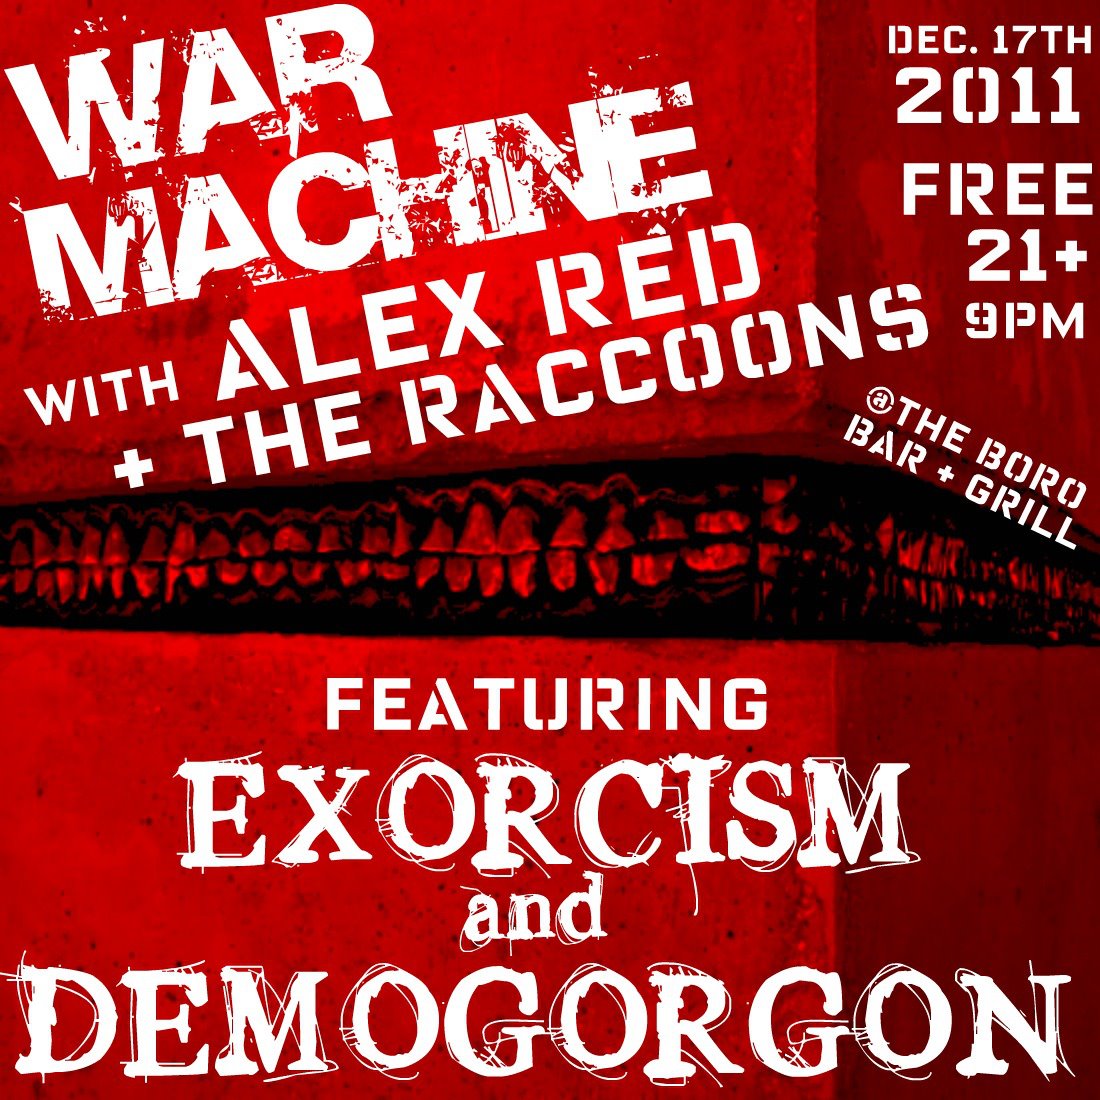 WAR
MACHINE
WITH ALEX RED
+ THE RACCOONS
DEC. 17TH
2011
FREE
21+
9PM
@THE BORO
BAR + GRILL
FEATURING
EXORCISM
and
DEMOGORGON